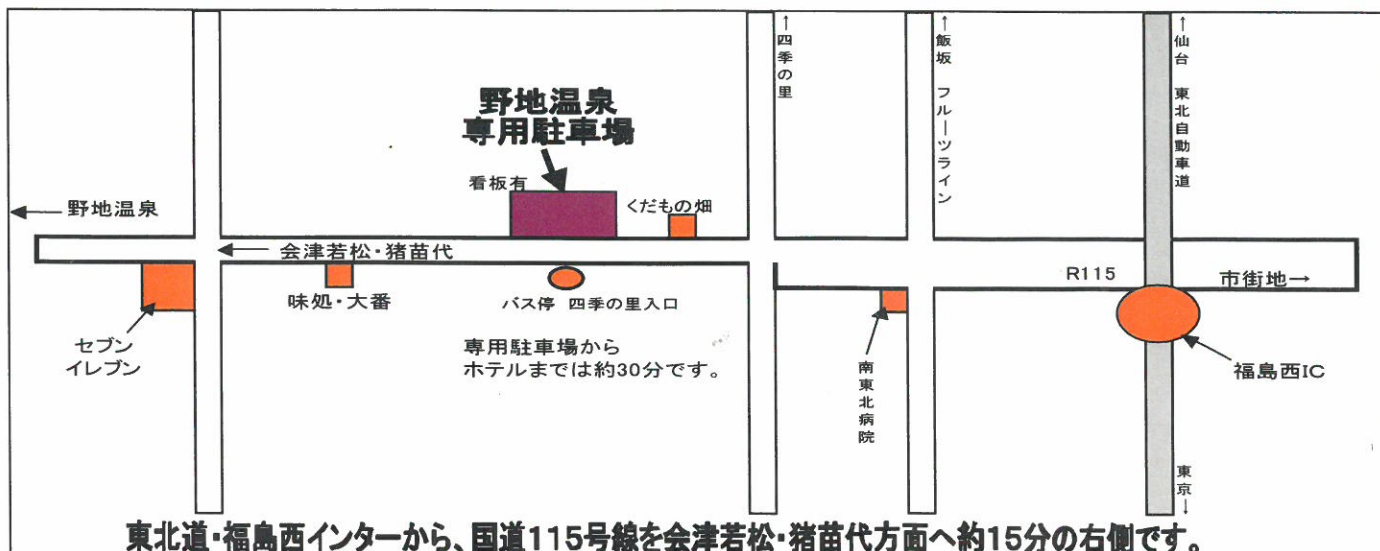 ↑四季の里
↑飯坂 フルーツライン
↑仙台 東北自動車道
野地温泉
専用駐車場
看板有
くだもの畑
← 野地温泉
← 会津若松・猪苗代
R115
市街地→
味処・大番
バス停 四季の里入口
セブン
イレブン
専用駐車場から
ホテルまでは約30分です。
南東北病院
福島西IC
東京→
東北道・福島西インターから、国道115号線を会津若松・猪苗代方面へ約15分の右側です。